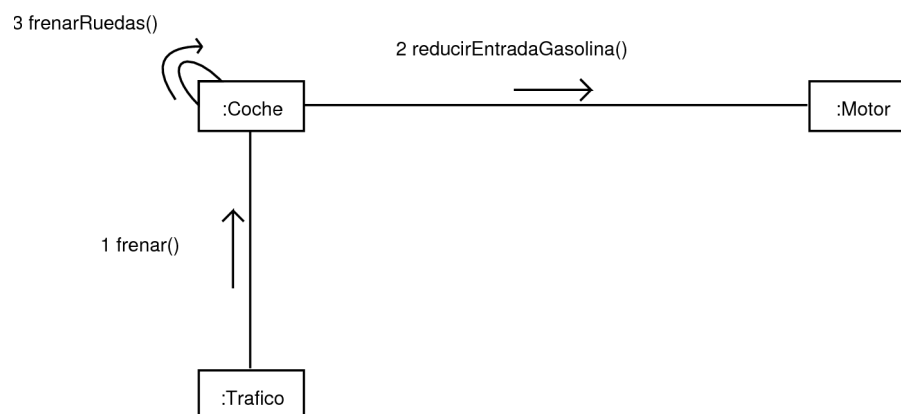 3 frenarRuedas()
2 reducirEntradaGasolina()
:Coche
:Motor
1 frenar()
:Trafico